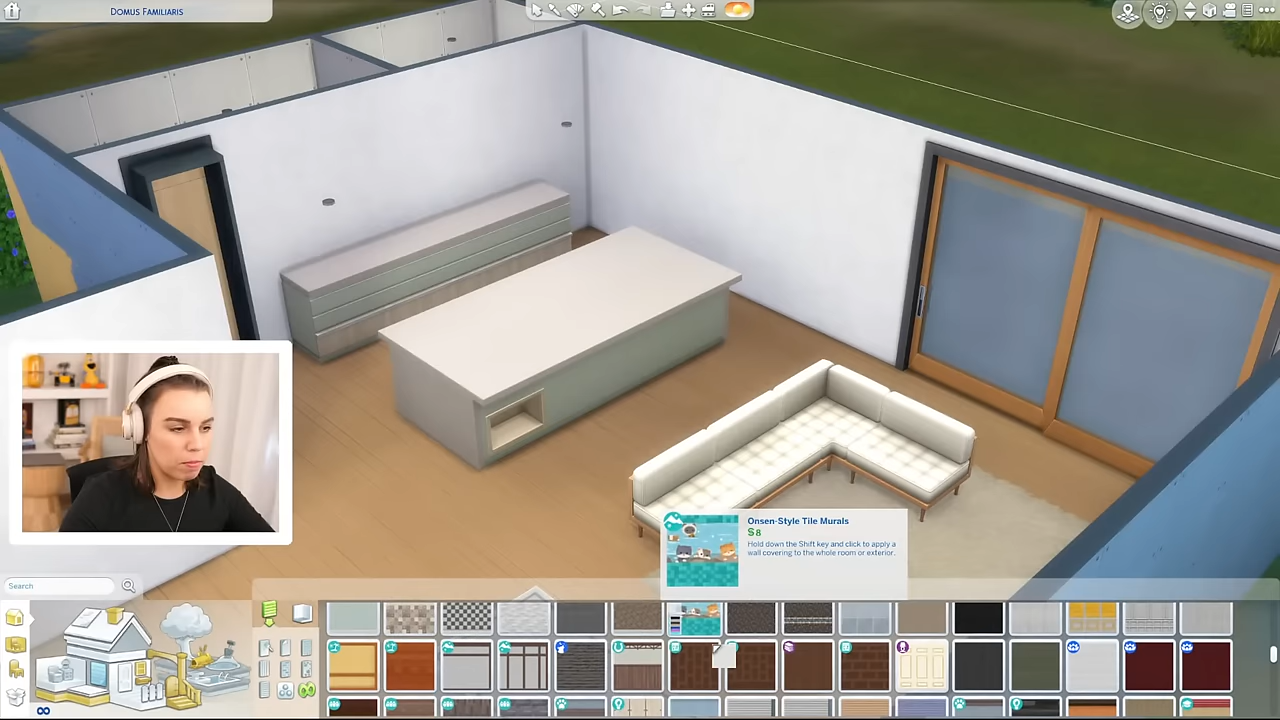 Domus Familiaris
Onsen-Style Tile Murals
§8
Hold down the Shift key and click to apply a
wall covering to the whole room or exterior.
Search